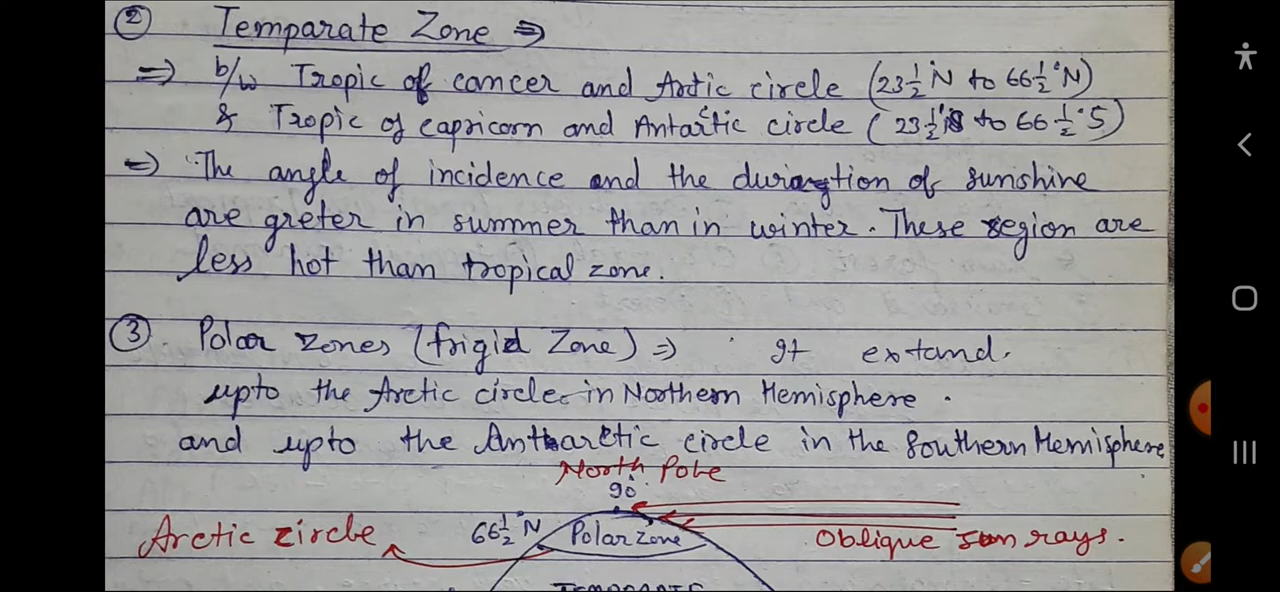 ② Temparate Zone ⇒
⇒ b/w Tropic of cancer and Artic circle (23½°N to 66½°N)
& Tropic of capricorn and Antarctic circle (23½°S to 66½°S)
⇒ The angle of incidence and the duration of sunshine
are greter in summer than in winter. These region are
less hot than tropical zone.
③ Polar zones (frigid Zone) ⇒ It extand
upto the Arctic circle in Northern Hemisphere.
and upto the Antarctic circle in the Southern Hemisphere
North Pole
90°
Arctic circle 66½°N Polar zone Oblique sun rays.
TEMPARATE